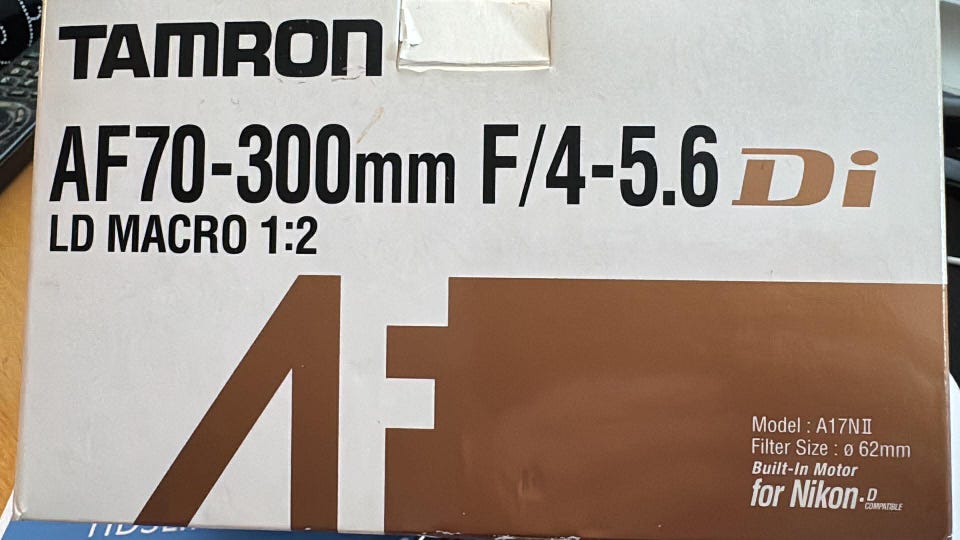 TAMRON
AF70-300mm F/4-5.6 Di
LD MACRO 1:2
AF
Model : A17NⅡ
Filter Size : ø 62mm
Built-In Motor
for Nikon-D
COMPATIBLE